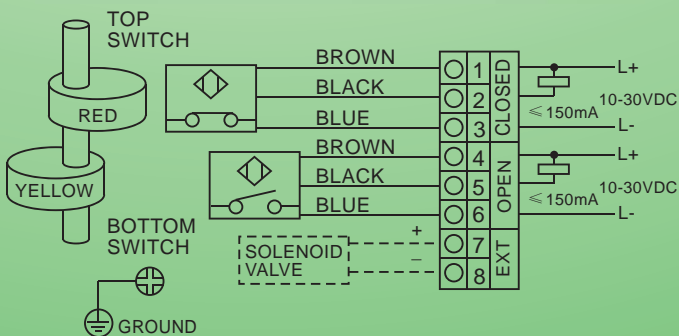 TOP
SWITCH
RED
YELLOW
BOTTOM
SWITCH
GROUND
BROWN
BLACK
BLUE
BROWN
BLACK
BLUE
SOLENOID
VALVE
+
−
1
2
3
4
5
6
7
8
CLOSED
OPEN
EXT
L+
10-30VDC
≤150mA
L-
L+
10-30VDC
≤150mA
L-